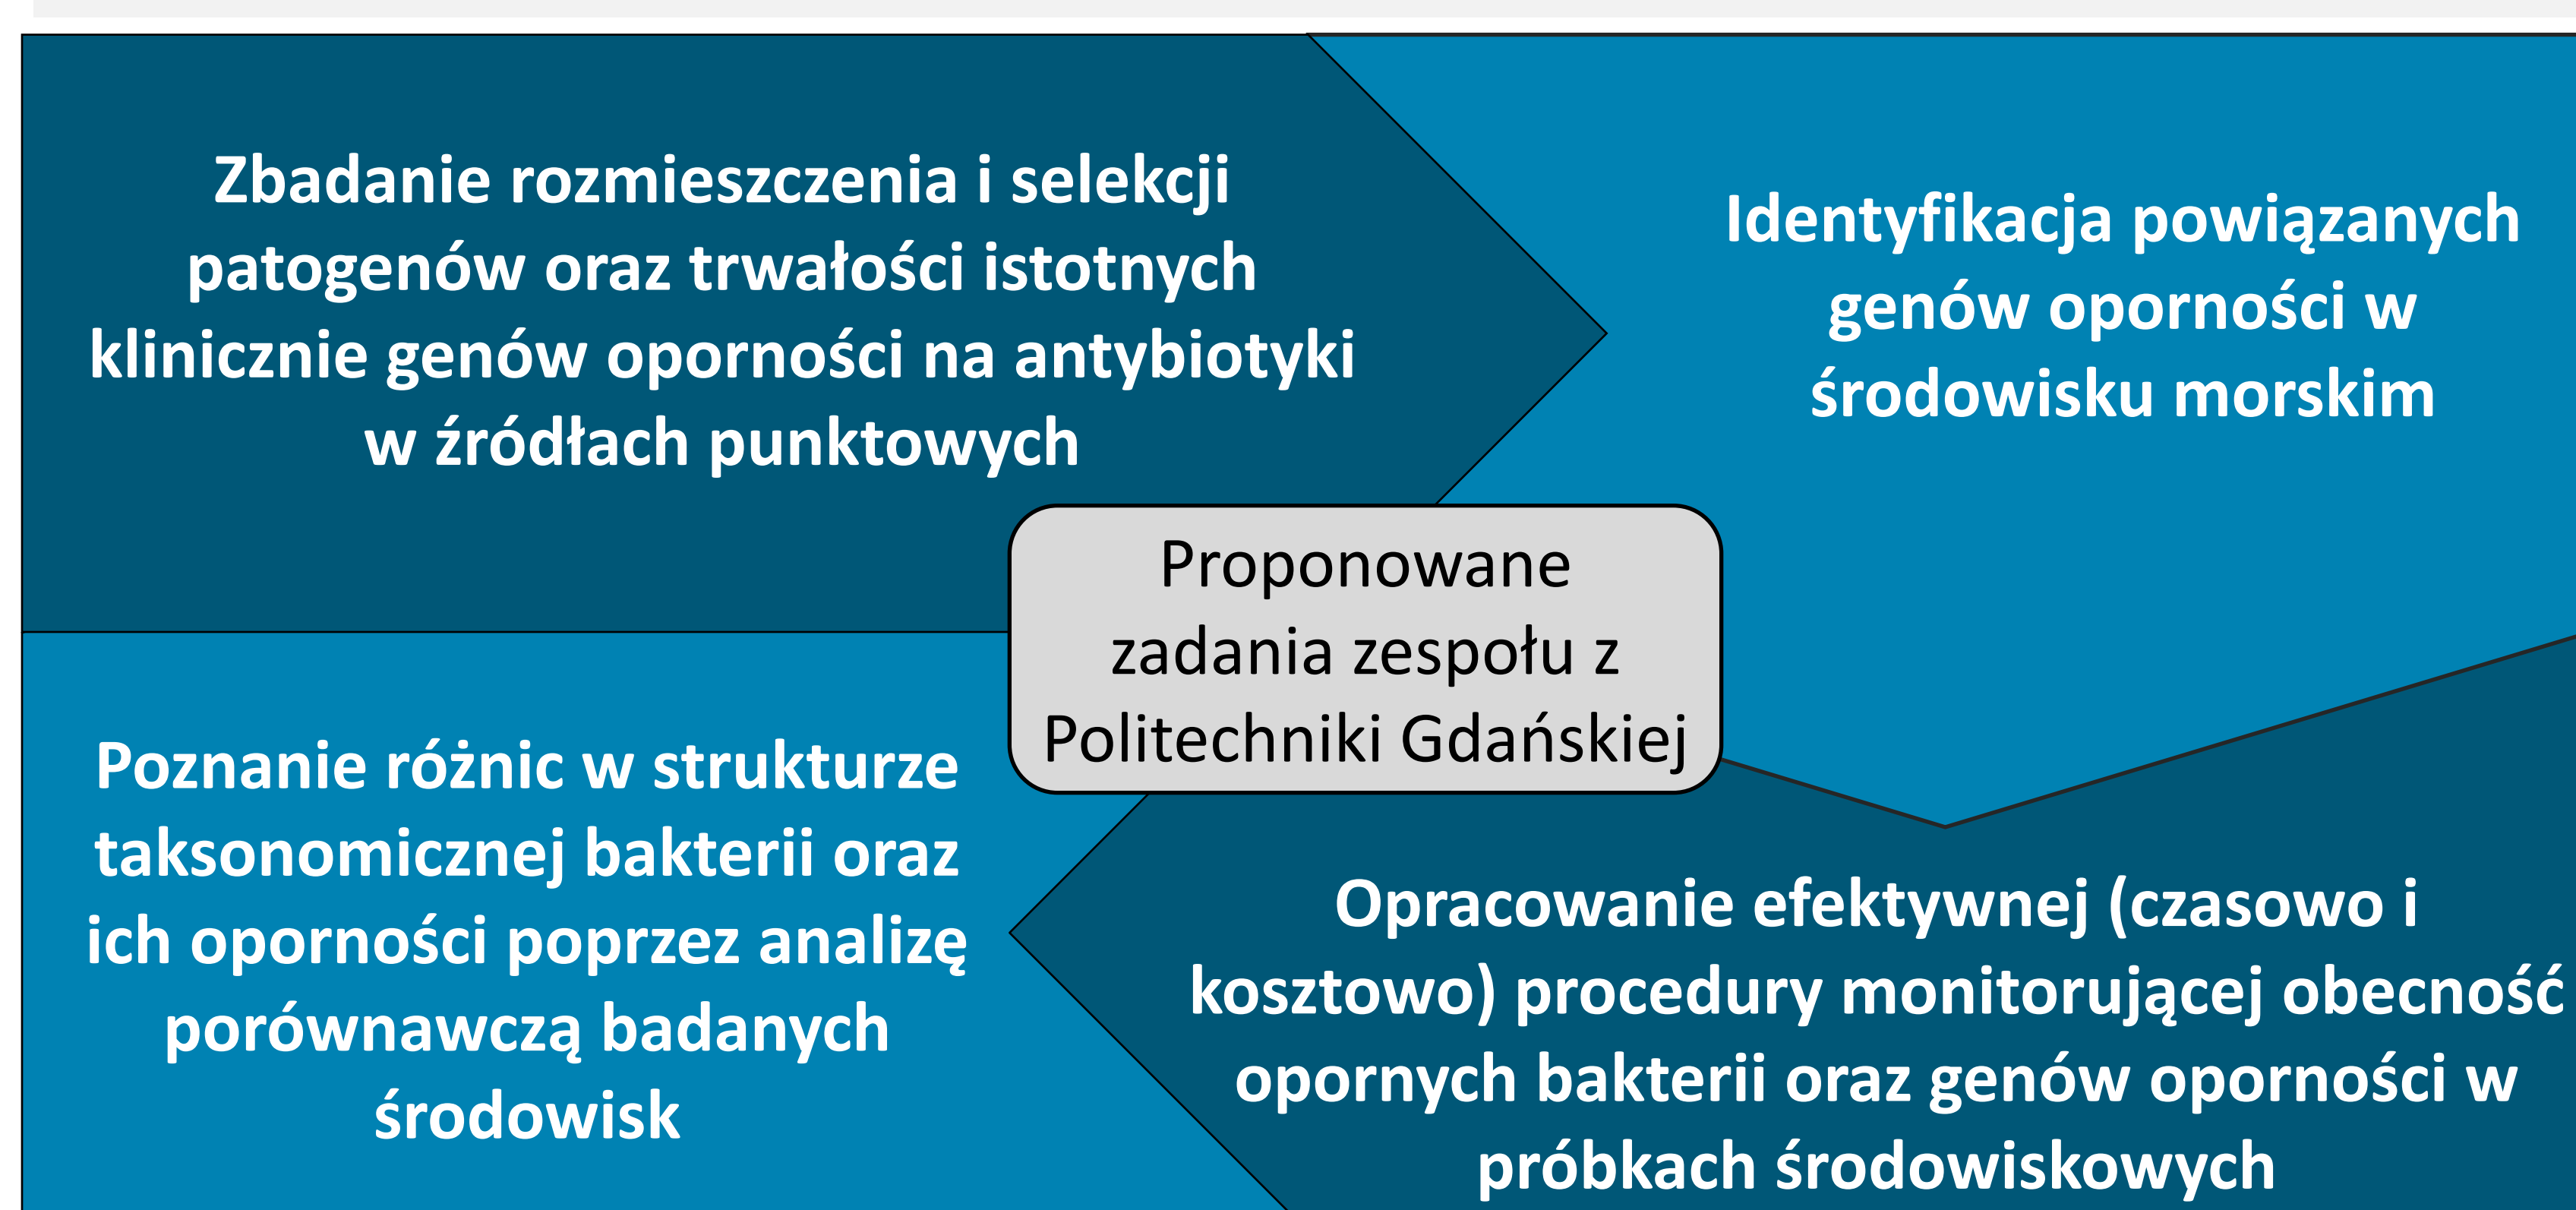 Zbadanie rozmieszczenia i selekcji
patogenów oraz trwałości istotnych
klinicznie genów oporności na antybiotyki
w źródłach punktowych
Identyfikacja powiązanych
genów oporności w
środowisku morskim
Proponowane
zadania zespołu z
Politechniki Gdańskiej
Poznanie różnic w strukturze
taksonomicznej bakterii oraz
ich oporności poprzez analizę
porównawczą badanych
środowisk
Opracowanie efektywnej (czasowo i
kosztowo) procedury monitorującej obecność
opornych bakterii oraz genów oporności w
próbkach środowiskowych